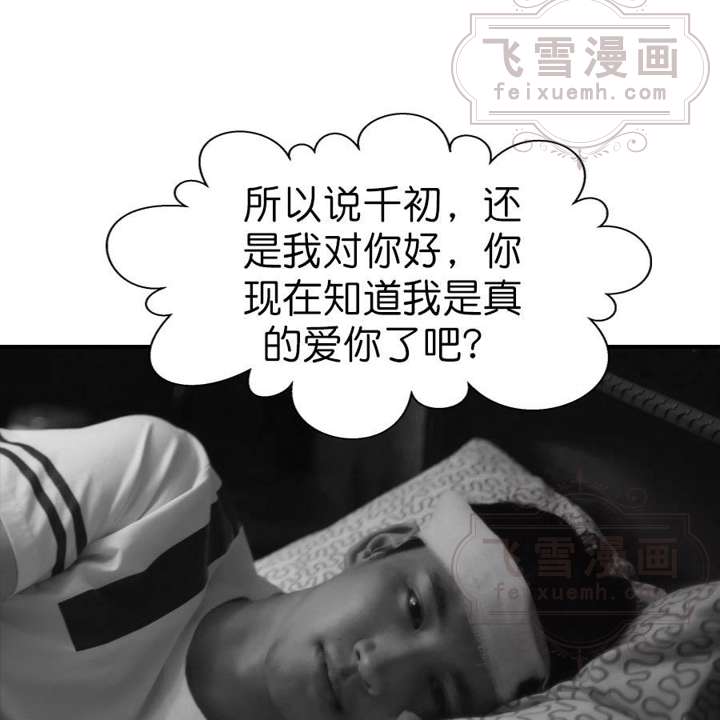 飞雪漫画
feixuemh.com
所以说千初，还
是我对你好，你
现在知道我是真
的爱你了吧？
飞雪漫画
feixuemh.com